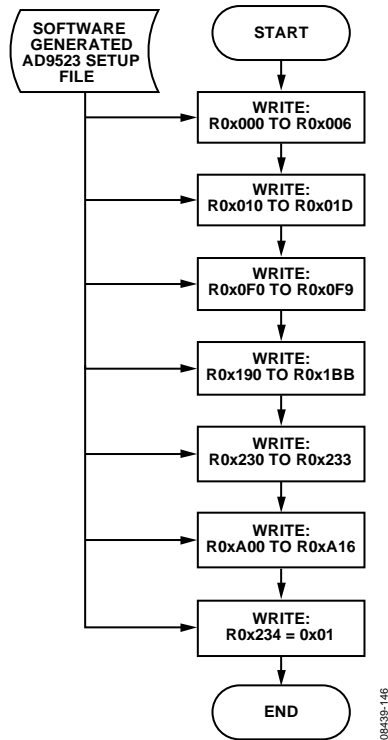 SOFTWARE
GENERATED
AD9523 SETUP
FILE
START
WRITE:
R0x000 TO R0x006
WRITE:
R0x010 TO R0x01D
WRITE:
R0x0F0 TO R0x0F9
WRITE:
R0x190 TO R0x1BB
WRITE:
R0x230 TO R0x233
WRITE:
R0xA00 TO R0xA16
WRITE:
R0x234 = 0x01
END
08439-146